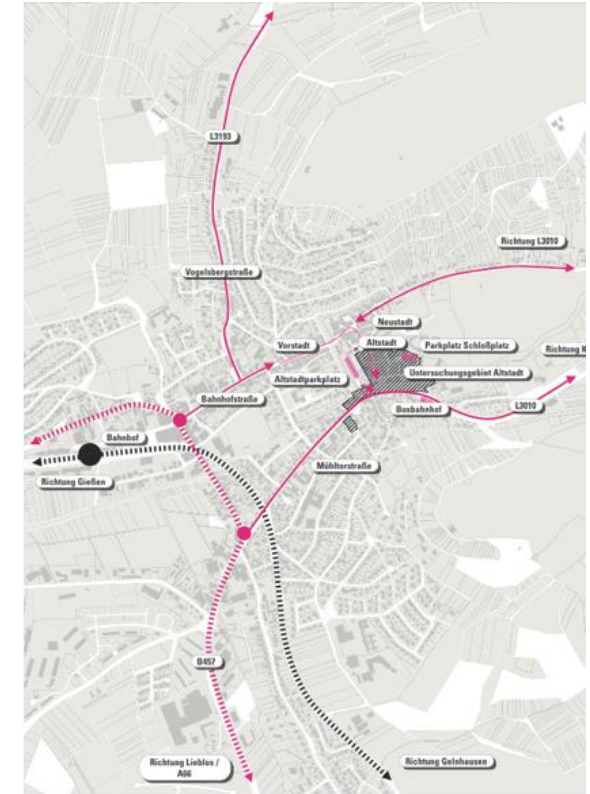 L3193
Richtung L3010
Vogelsbergstraße
Neustadt
Vorstadt
Altstadt
Parkplatz Schloßplatz
Richtung
Altstadtparkplatz
Untersuchungsgebiet Altstadt
Bahnhofstraße
Busbahnhof
L3010
Bahnhof
Mühltorstraße
Richtung Gießen
B457
Richtung Lieblos /
A66
Richtung Gelnhausen